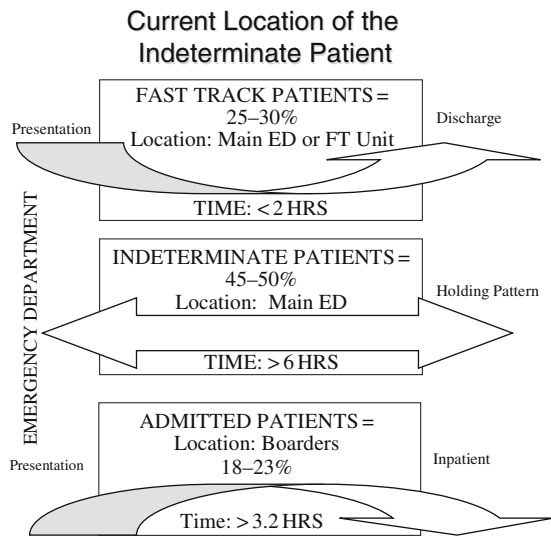 Current Location of the
Indeterminate Patient
FAST TRACK PATIENTS =
25–30%
Location: Main ED or FT Unit
Presentation
Discharge
TIME: < 2 HRS
EMERGENCY DEPARTMENT
INDETERMINATE PATIENTS =
45–50%
Location: Main ED
Holding Pattern
TIME: > 6 HRS
ADMITTED PATIENTS =
Location: Boarders
18–23%
Presentation
Inpatient
Time: > 3.2 HRS